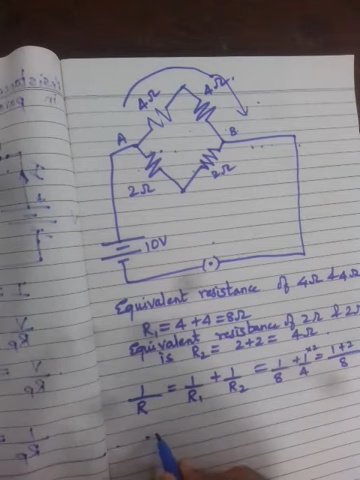 4Ω 4Ω
A B
2Ω 2Ω
10V
Equivalent resistance of 4Ω & 4Ω
R₁ = 4 + 4 = 8Ω
Equivalent resistance of 2Ω & 2Ω
is R₂ = 2+2 = 4Ω
1/R = 1/R₁ + 1/R₂ = 1/8 + 1/4 ×2 = 1+2/8